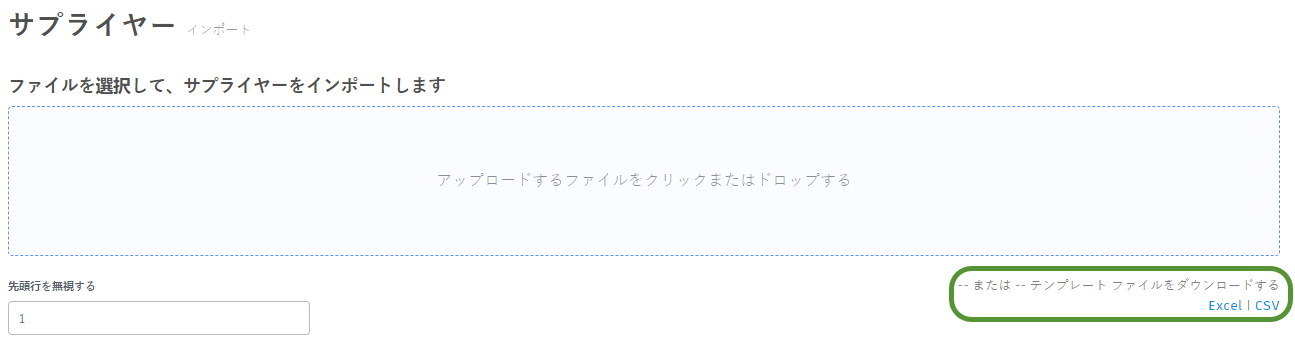 サプライヤー インポート
ファイルを選択して、サプライヤーをインポートします
アップロードするファイルをクリックまたはドロップする
先頭行を無視する
1
-- または -- テンプレート ファイルをダウンロードする
Excel | CSV